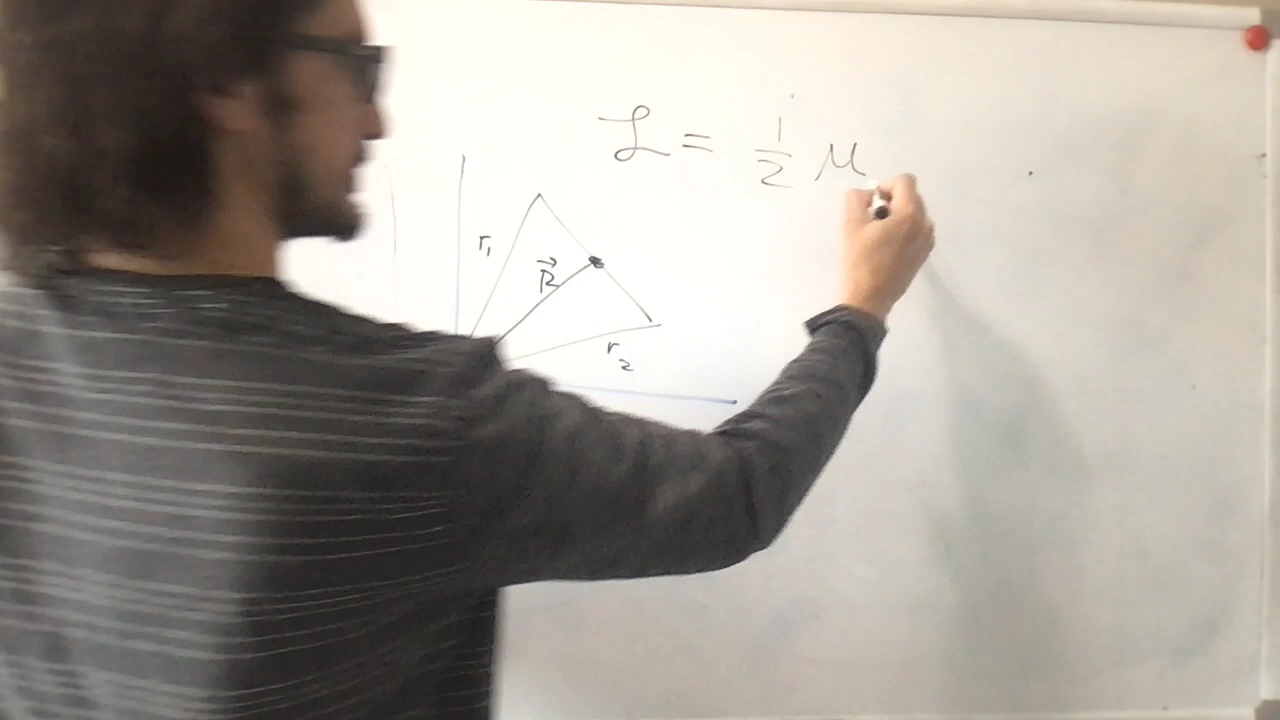 ℒ = 1/2 M
r₁
R⃗
r₂